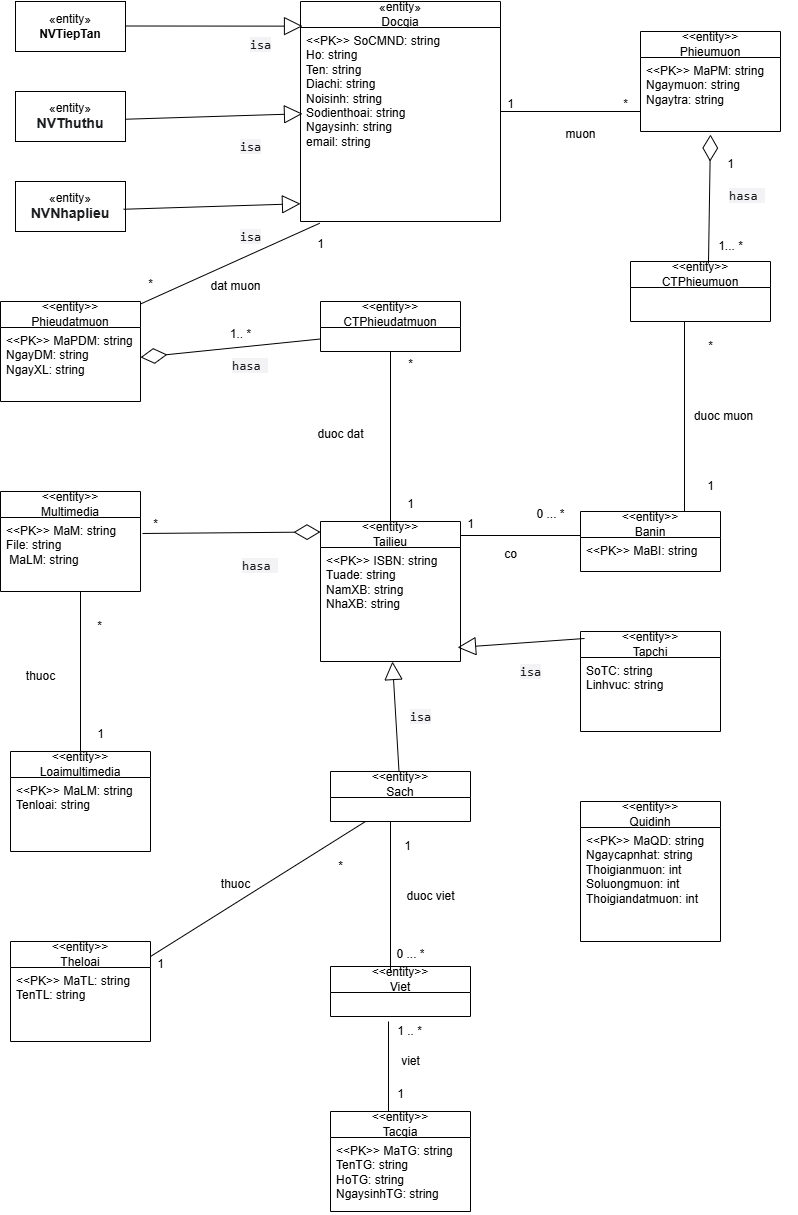 «entity»
NVTiepTan
isa
«entity»
NVThuthu
isa
«entity»
NVNhaplieu
isa
«entity»
Docgia
<<PK>> SoCMND: string
Ho: string
Ten: string
Diachi: string
Noisinh: string
Sodienthoai: string
Ngaysinh: string
email: string
1
*
muon
<<entity>>
Phieumuon
<<PK>> MaPM: string
Ngaymuon: string
Ngaytra: string
1
hasa
1... *
<<entity>>
CTPhieumuon
1
*
dat muon
<<entity>>
Phieudatmuon
<<PK>> MaPDM: string
NgayDM: string
NgayXL: string
1.. *
hasa
<<entity>>
CTPhieudatmuon
*
duoc dat
1
*
duoc muon
1
<<entity>>
Multimedia
<<PK>> MaM: string
File: string
MaLM: string
*
hasa
<<entity>>
Tailieu
<<PK>> ISBN: string
Tuade: string
NamXB: string
NhaXB: string
1
0 ... *
co
<<entity>>
Banin
<<PK>> MaBI: string
<<entity>>
Tapchi
SoTC: string
Linhvuc: string
isa
*
thuoc
1
isa
<<entity>>
Loaimultimedia
<<PK>> MaLM: string
Tenloai: string
<<entity>>
Sach
<<entity>>
Quidinh
<<PK>> MaQD: string
Ngaycapnhat: string
Thoigianmuon: int
Soluongmuon: int
Thoigiandatmuon: int
*
thuoc
1
1
duoc viet
0 ... *
<<entity>>
Theloai
<<PK>> MaTL: string
TenTL: string
<<entity>>
Viet
1 .. *
viet
1
<<entity>>
Tacgia
<<PK>> MaTG: string
TenTG: string
HoTG: string
NgaysinhTG: string